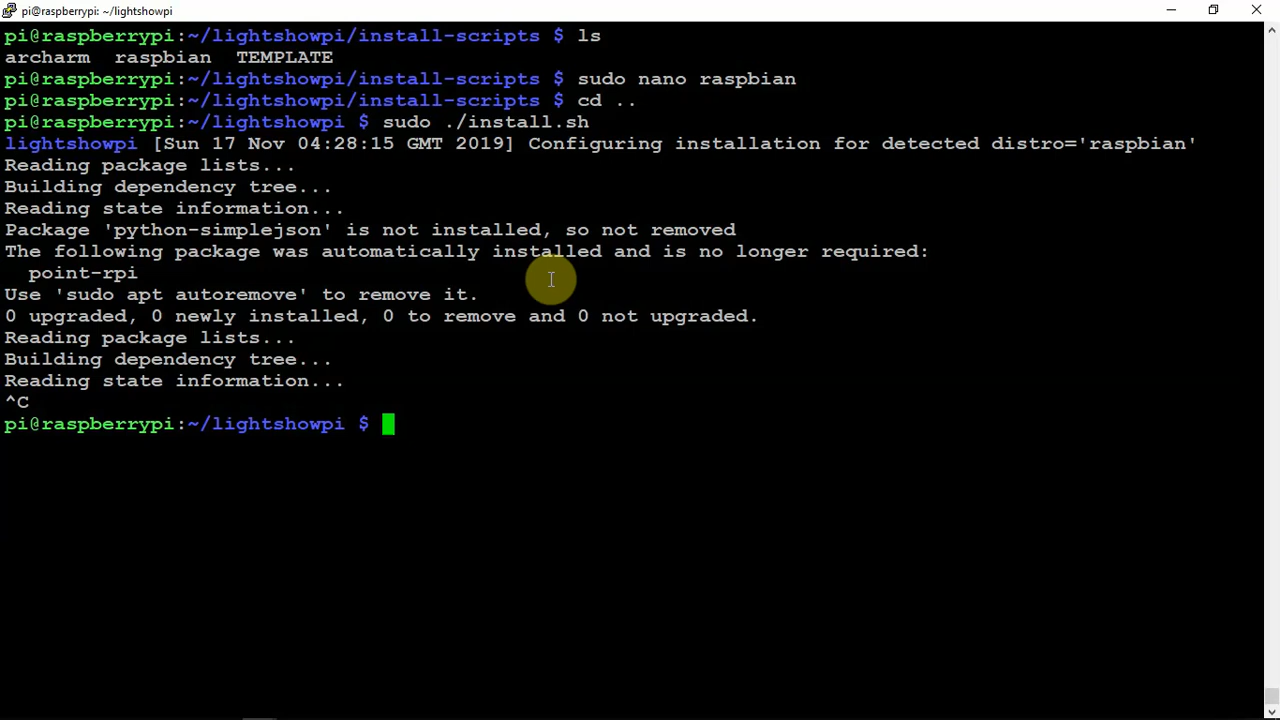 pi@raspberrypi: ~/lightshowpi
pi@raspberrypi:~/lightshowpi/install-scripts $ ls
archarm  raspbian  TEMPLATE
pi@raspberrypi:~/lightshowpi/install-scripts $ sudo nano raspbian
pi@raspberrypi:~/lightshowpi/install-scripts $ cd ..
pi@raspberrypi:~/lightshowpi $ sudo ./install.sh
lightshowpi [Sun 17 Nov 04:28:15 GMT 2019] Configuring installation for detected distro='raspbian'
Reading package lists...
Building dependency tree...
Reading state information...
Package 'python-simplejson' is not installed, so not removed
The following package was automatically installed and is no longer required:
  point-rpi
Use 'sudo apt autoremove' to remove it.
0 upgraded, 0 newly installed, 0 to remove and 0 not upgraded.
Reading package lists...
Building dependency tree...
Reading state information...
^C
pi@raspberrypi:~/lightshowpi $